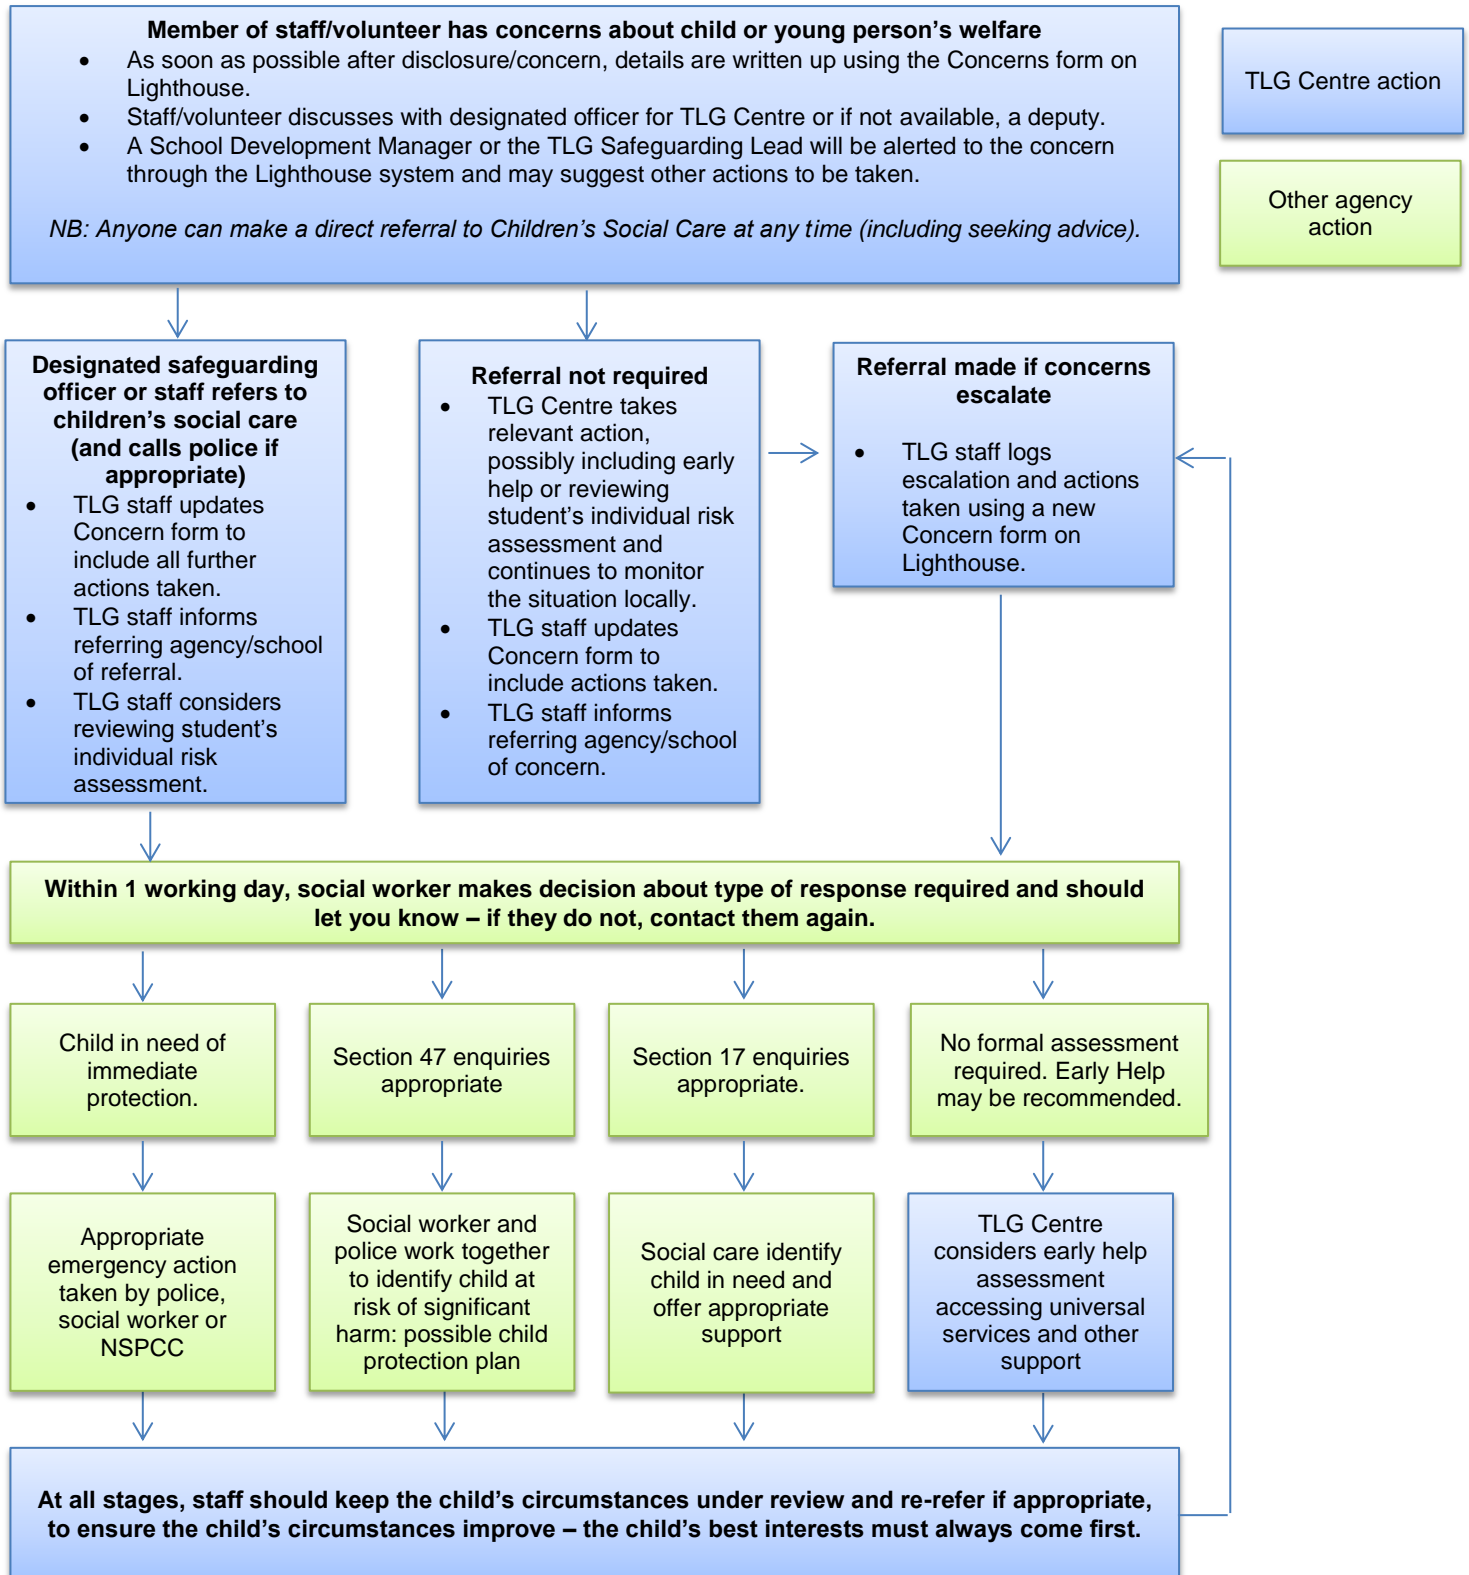 Member of staff/volunteer has concerns about child or young person’s welfare
• As soon as possible after disclosure/concern, details are written up using the Concerns form on
Lighthouse.
• Staff/volunteer discusses with designated officer for TLG Centre or if not available, a deputy.
• A School Development Manager or the TLG Safeguarding Lead will be alerted to the concern
through the Lighthouse system and may suggest other actions to be taken.
NB: Anyone can make a direct referral to Children’s Social Care at any time (including seeking advice).
TLG Centre action
Other agency
action
Designated safeguarding
officer or staff refers to
children’s social care
(and calls police if
appropriate)
• TLG staff updates
Concern form to
include all further
actions taken.
• TLG staff informs
referring agency/school
of referral.
• TLG staff considers
reviewing student’s
individual risk
assessment.
Referral not required
• TLG Centre takes
relevant action,
possibly including early
help or reviewing
student’s individual risk
assessment and
continues to monitor
the situation locally.
• TLG staff updates
Concern form to
include actions taken.
• TLG staff informs
referring agency/school
of concern.
Referral made if concerns
escalate
• TLG staff logs
escalation and actions
taken using a new
Concern form on
Lighthouse.
Within 1 working day, social worker makes decision about type of response required and should
let you know – if they do not, contact them again.
Child in need of
immediate
protection.
Section 47 enquiries
appropriate
Section 17 enquiries
appropriate.
No formal assessment
required. Early Help
may be recommended.
Appropriate
emergency action
taken by police,
social worker or
NSPCC
Social worker and
police work together
to identify child at
risk of significant
harm: possible child
protection plan
Social care identify
child in need and
offer appropriate
support
TLG Centre
considers early help
assessment
accessing universal
services and other
support
At all stages, staff should keep the child’s circumstances under review and re-refer if appropriate,
to ensure the child’s circumstances improve – the child’s best interests must always come first.